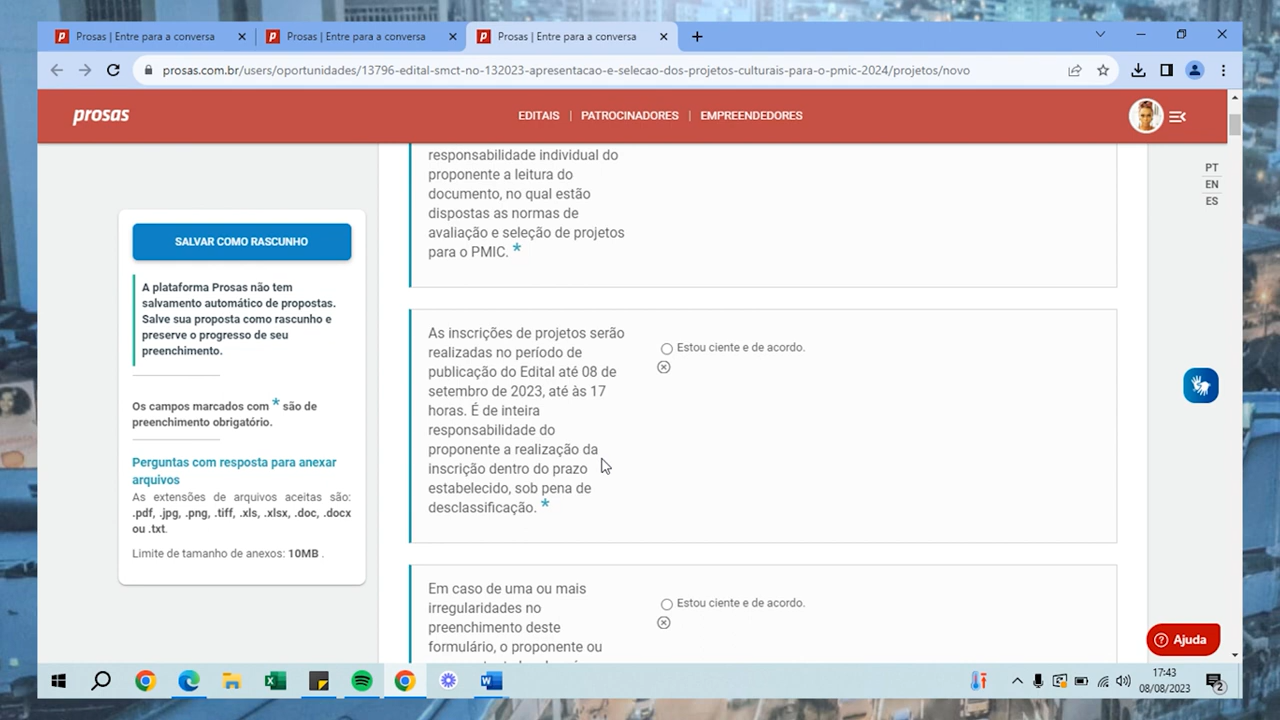 Prosas | Entre para a conversa
Prosas | Entre para a conversa
Prosas | Entre para a conversa
prosas.com.br/users/oportunidades/13796-edital-smct-no-132023-apresentacao-e-selecao-dos-projetos-culturais-para-o-pmic-2024/projetos/novo
prosas
EDITAIS | PATROCINADORES | EMPREENDEDORES
PT
EN
ES
SALVAR COMO RASCUNHO
A plataforma Prosas não tem
salvamento automático de propostas.
Salve sua proposta como rascunho e
preserve o progresso de seu
preenchimento.
Os campos marcados com * são de
preenchimento obrigatório.
Perguntas com resposta para anexar
arquivos
As extensões de arquivos aceitas são:
.pdf, .jpg, .png, .tiff, .xls, .xlsx, .doc, .docx
ou .txt.
Limite de tamanho de anexos: 10MB .
responsabilidade individual do
proponente a leitura do
documento, no qual estão
dispostas as normas de
avaliação e seleção de projetos
para o PMIC. *
As inscrições de projetos serão
realizadas no período de
publicação do Edital até 08 de
setembro de 2023, até às 17
horas. É de inteira
responsabilidade do
proponente a realização da
inscrição dentro do prazo
estabelecido, sob pena de
desclassificação. *
Estou ciente e de acordo.
Em caso de uma ou mais
irregularidades no
preenchimento deste
formulário, o proponente ou
Estou ciente e de acordo.
Ajuda
17:43
08/08/2023
2